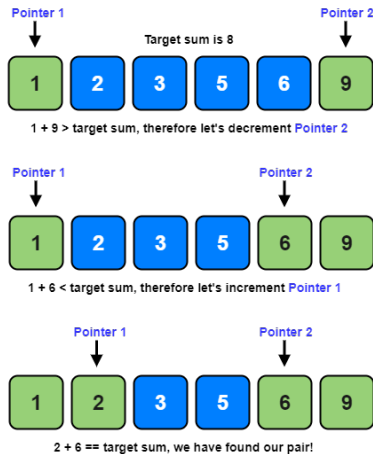 Pointer 1 Pointer 2
Target sum is 8
1 2 3 5 6 9
1 + 9 > target sum, therefore let's decrement Pointer 2
Pointer 1 Pointer 2
1 2 3 5 6 9
1 + 6 < target sum, therefore let's increment Pointer 1
Pointer 1 Pointer 2
1 2 3 5 6 9
2 + 6 == target sum, we have found our pair!